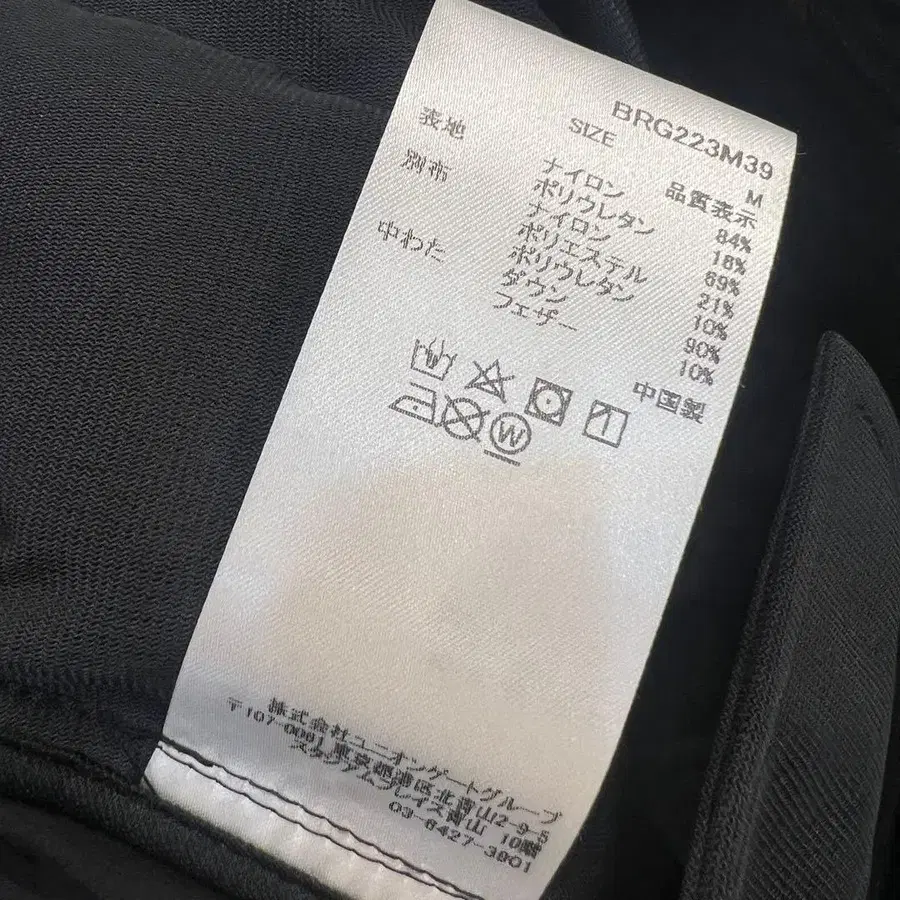 BRG223M39
SIZE M
品質表示
表地 ナイロン 84%
ポリウレタン 16%
別布 ナイロン 69%
ポリエステル 21%
ポリウレタン 10%
中わた ダウン 90%
フェザー 10%
中国製
W
株式会社ユニオンゲートグループ
〒107-0061 東京都港区北青山2-9-5
スタジアムプレイス青山 10階
03-6427-3901